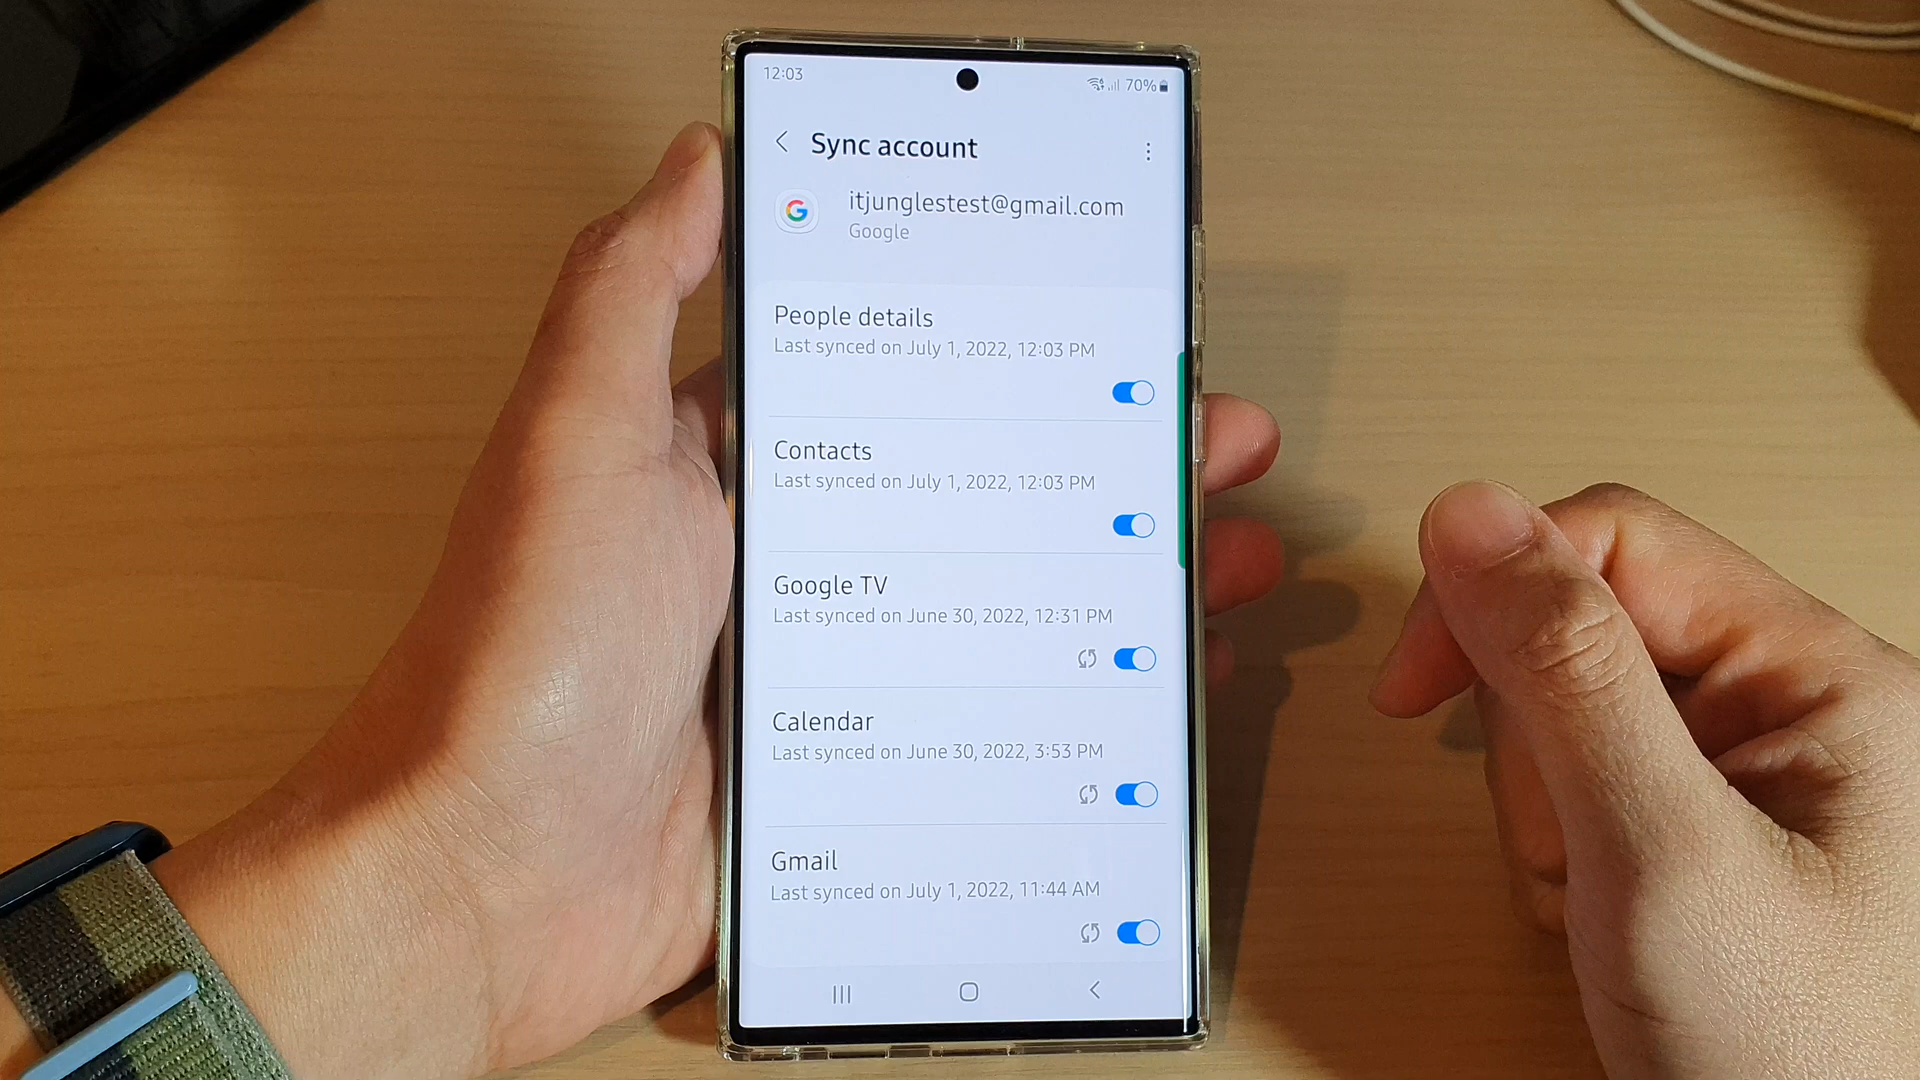 12:03
70%
Sync account
itjunglestest@gmail.com
Google
People details
Last synced on July 1, 2022, 12:03 PM
Contacts
Last synced on July 1, 2022, 12:03 PM
Google TV
Last synced on June 30, 2022, 12:31 PM
Calendar
Last synced on June 30, 2022, 3:53 PM
Gmail
Last synced on July 1, 2022, 11:44 AM